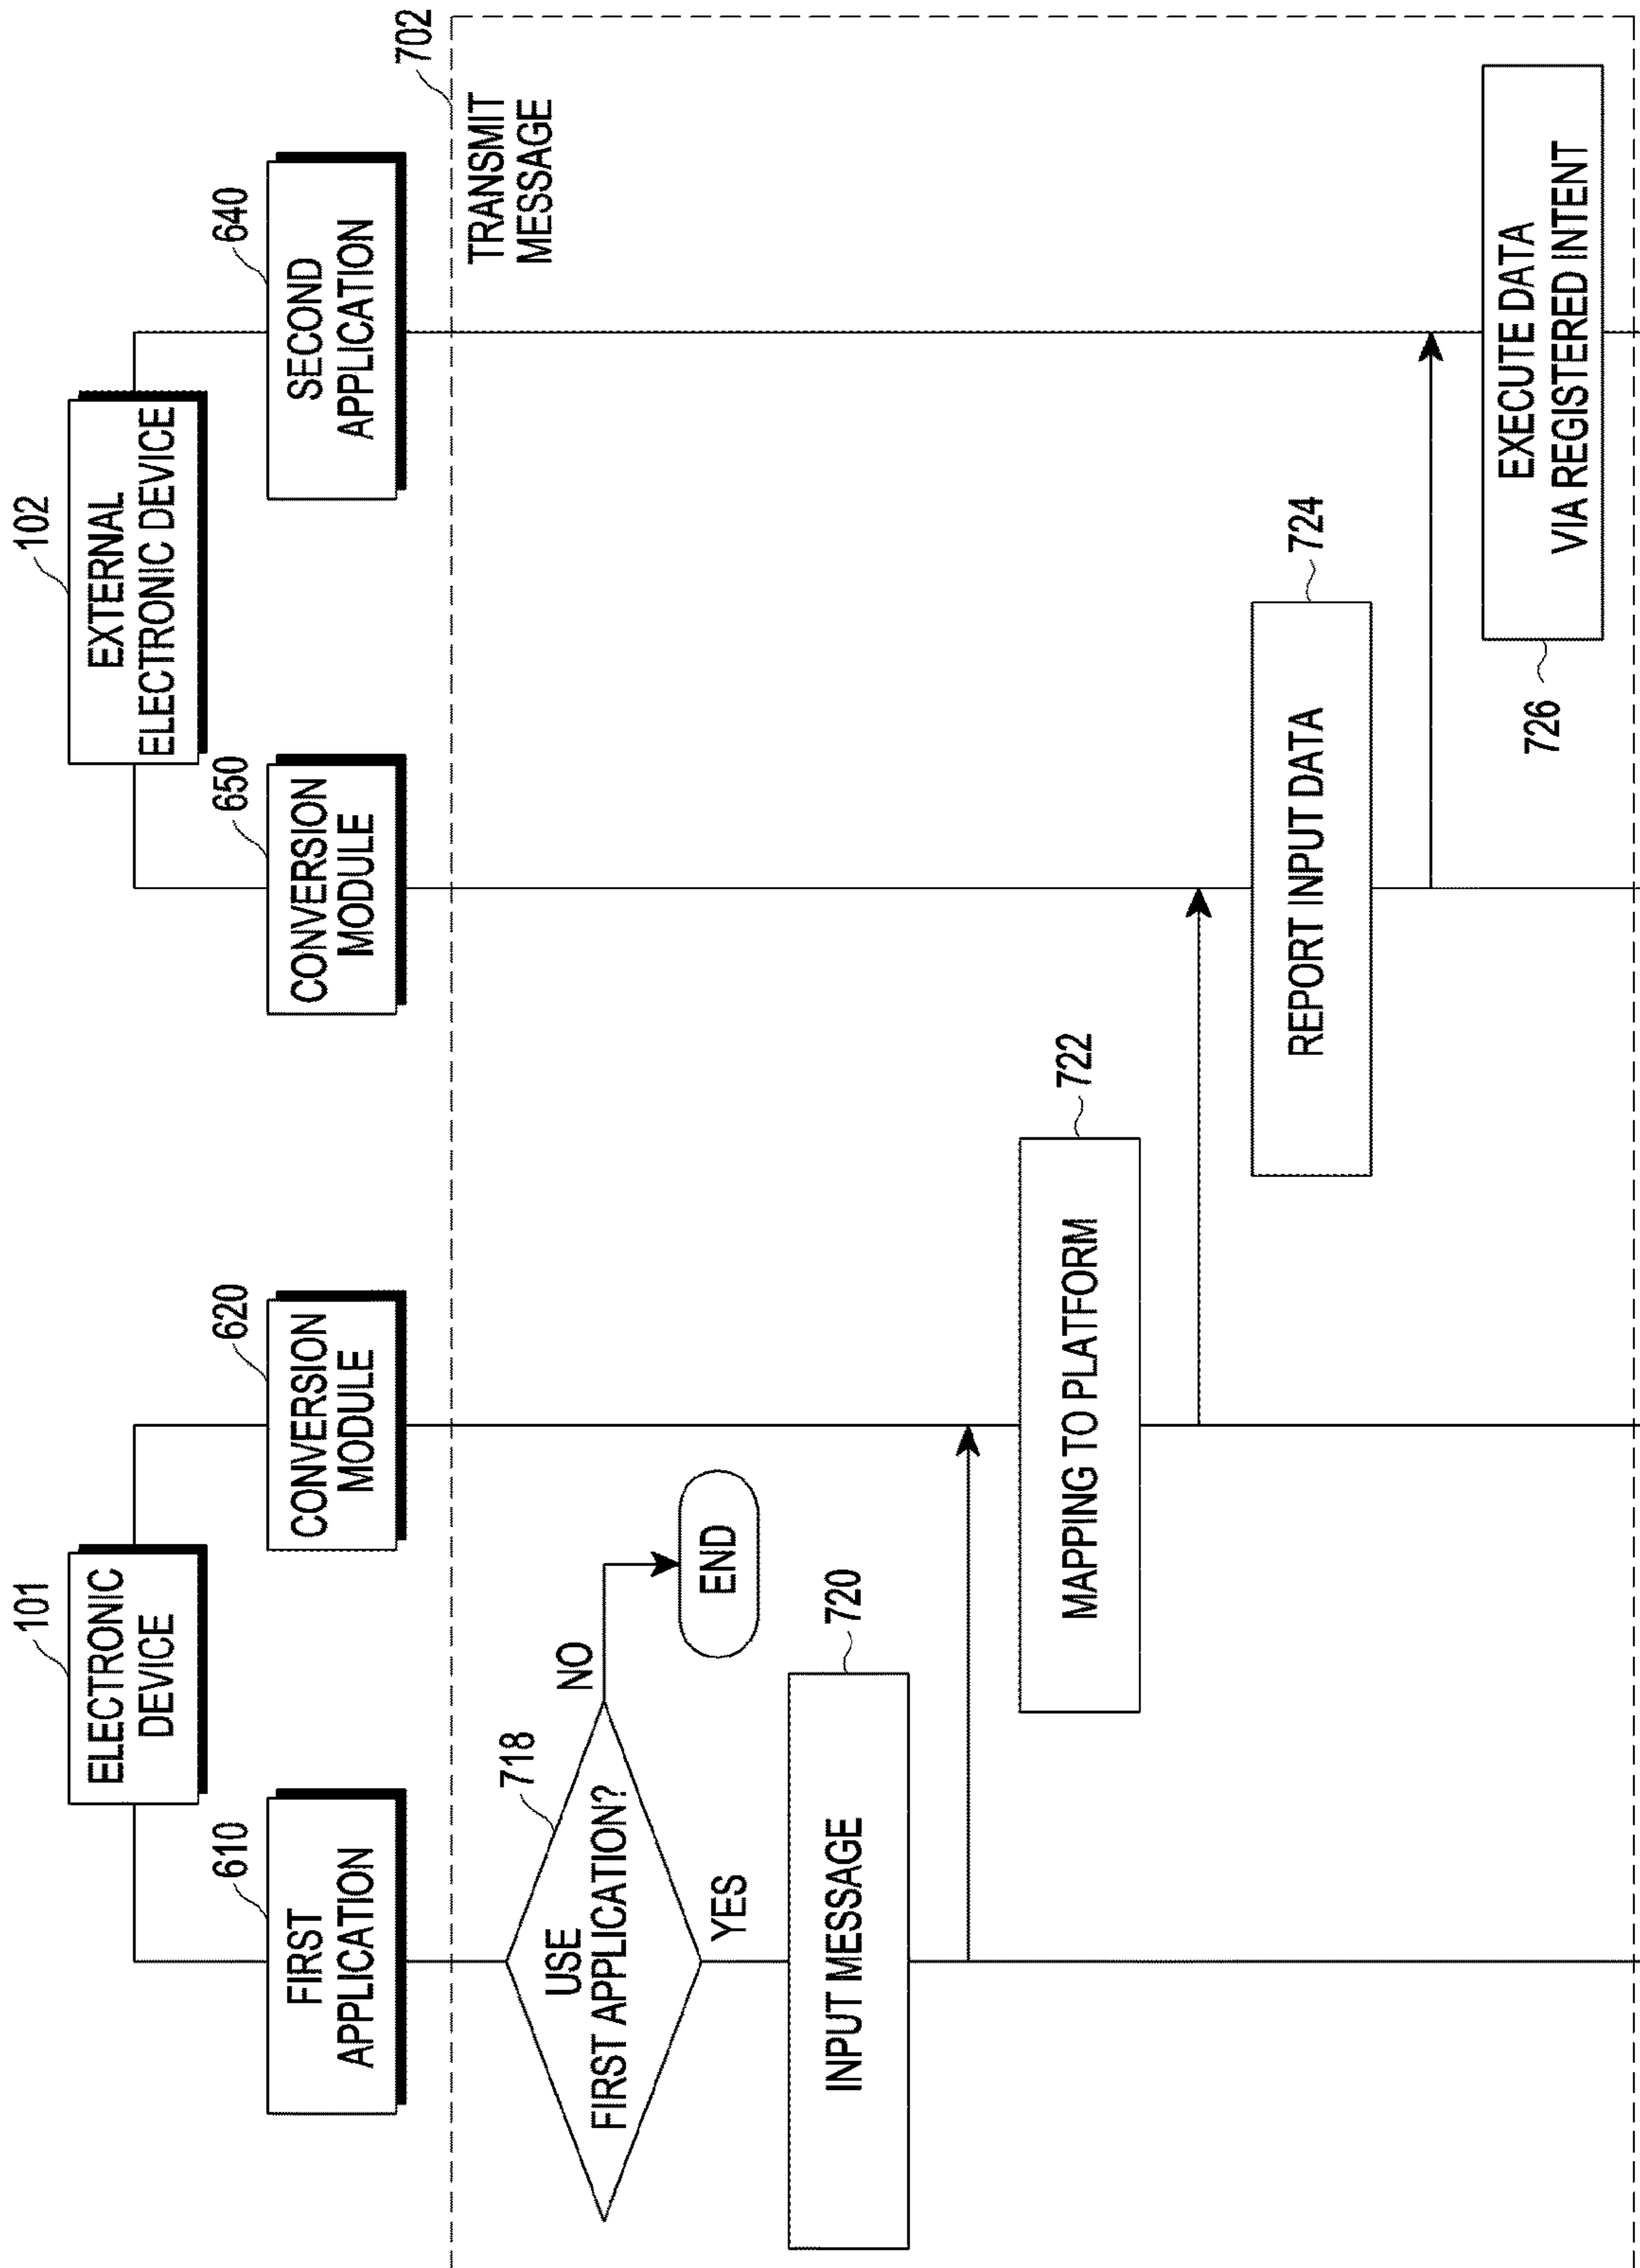 101
ELECTRONIC
DEVICE
102
EXTERNAL
ELECTRONIC DEVICE
610
FIRST
APPLICATION
620
CONVERSION
MODULE
650
CONVERSION
MODULE
640
SECOND
APPLICATION
702
TRANSMIT
MESSAGE
718
USE
FIRST APPLICATION?
NO
END
YES
720
INPUT MESSAGE
722
MAPPING TO PLATFORM
724
REPORT INPUT DATA
726
EXECUTE DATA
VIA REGISTERED INTENT